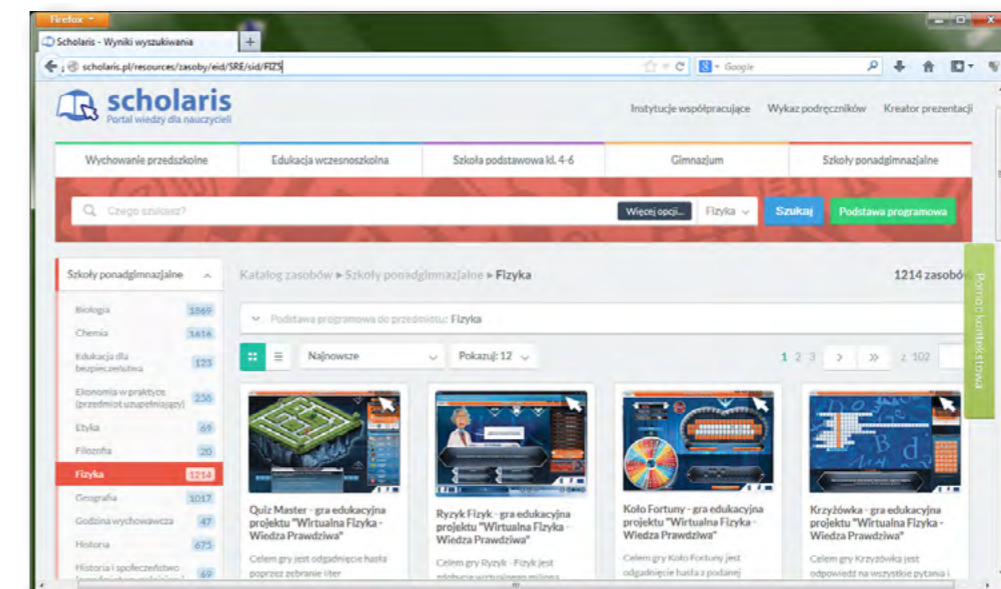 Firefox
Scholaris - Wyniki wyszukiwania
+
scholaris.pl/resources/zasoby/eid/SRE/sid/FIZS
Google
scholaris
Portal wiedzy dla nauczycieli
Instytucje współpracujące Wykaz podręczników Kreator prezentacji
Wychowanie przedszkolne Edukacja wczesnoszkolna Szkoła podstawowa kl. 4-6 Gimnazjum Szkoły ponadgimnazjalne
Czego szukasz? Więcej opcji... Fizyka Szukaj Podstawa programowa
Szkoły ponadgimnazjalne
Biologia 1869
Chemia 1616
Edukacja dla
bezpieczeństwa 123
Ekonomia w praktyce
(przedmiot uzupełniający) 236
Etyka 69
Filozofia 20
Fizyka 1214
Geografia 1017
Godzina wychowawcza 47
Historia 675
Historia i społeczeństwo
69
Katalog zasobów ▸ Szkoły ponadgimnazjalne ▸ Fizyka
1214 zasobów
Podstawa programowa do przedmiotu: Fizyka
Najnowsze Pokazuj: 12 1 2 3 > » z 102
Quiz Master - gra edukacyjna
projektu "Wirtualna Fizyka -
Wiedza Prawdziwa"
Celem gry jest odgadnięcie hasła
poprzez zebranie liter
Ryzyk Fizyk - gra edukacyjna
projektu "Wirtualna Fizyka -
Wiedza Prawdziwa"
Celem gry Ryzyk - Fizyk jest
zdobycie wirtualnego miliona
Koło Fortuny - gra edukacyjna
projektu "Wirtualna Fizyka -
Wiedza Prawdziwa"
Celem gry Koło Fortuny jest
odgadnięcie hasła z podanej
Krzyżówka - gra edukacyjna
projektu "Wirtualna Fizyka -
Wiedza Prawdziwa"
Celem gry Krzyżówka jest
odpowiedź na wszystkie pytania i
Pomoc kontekstowa